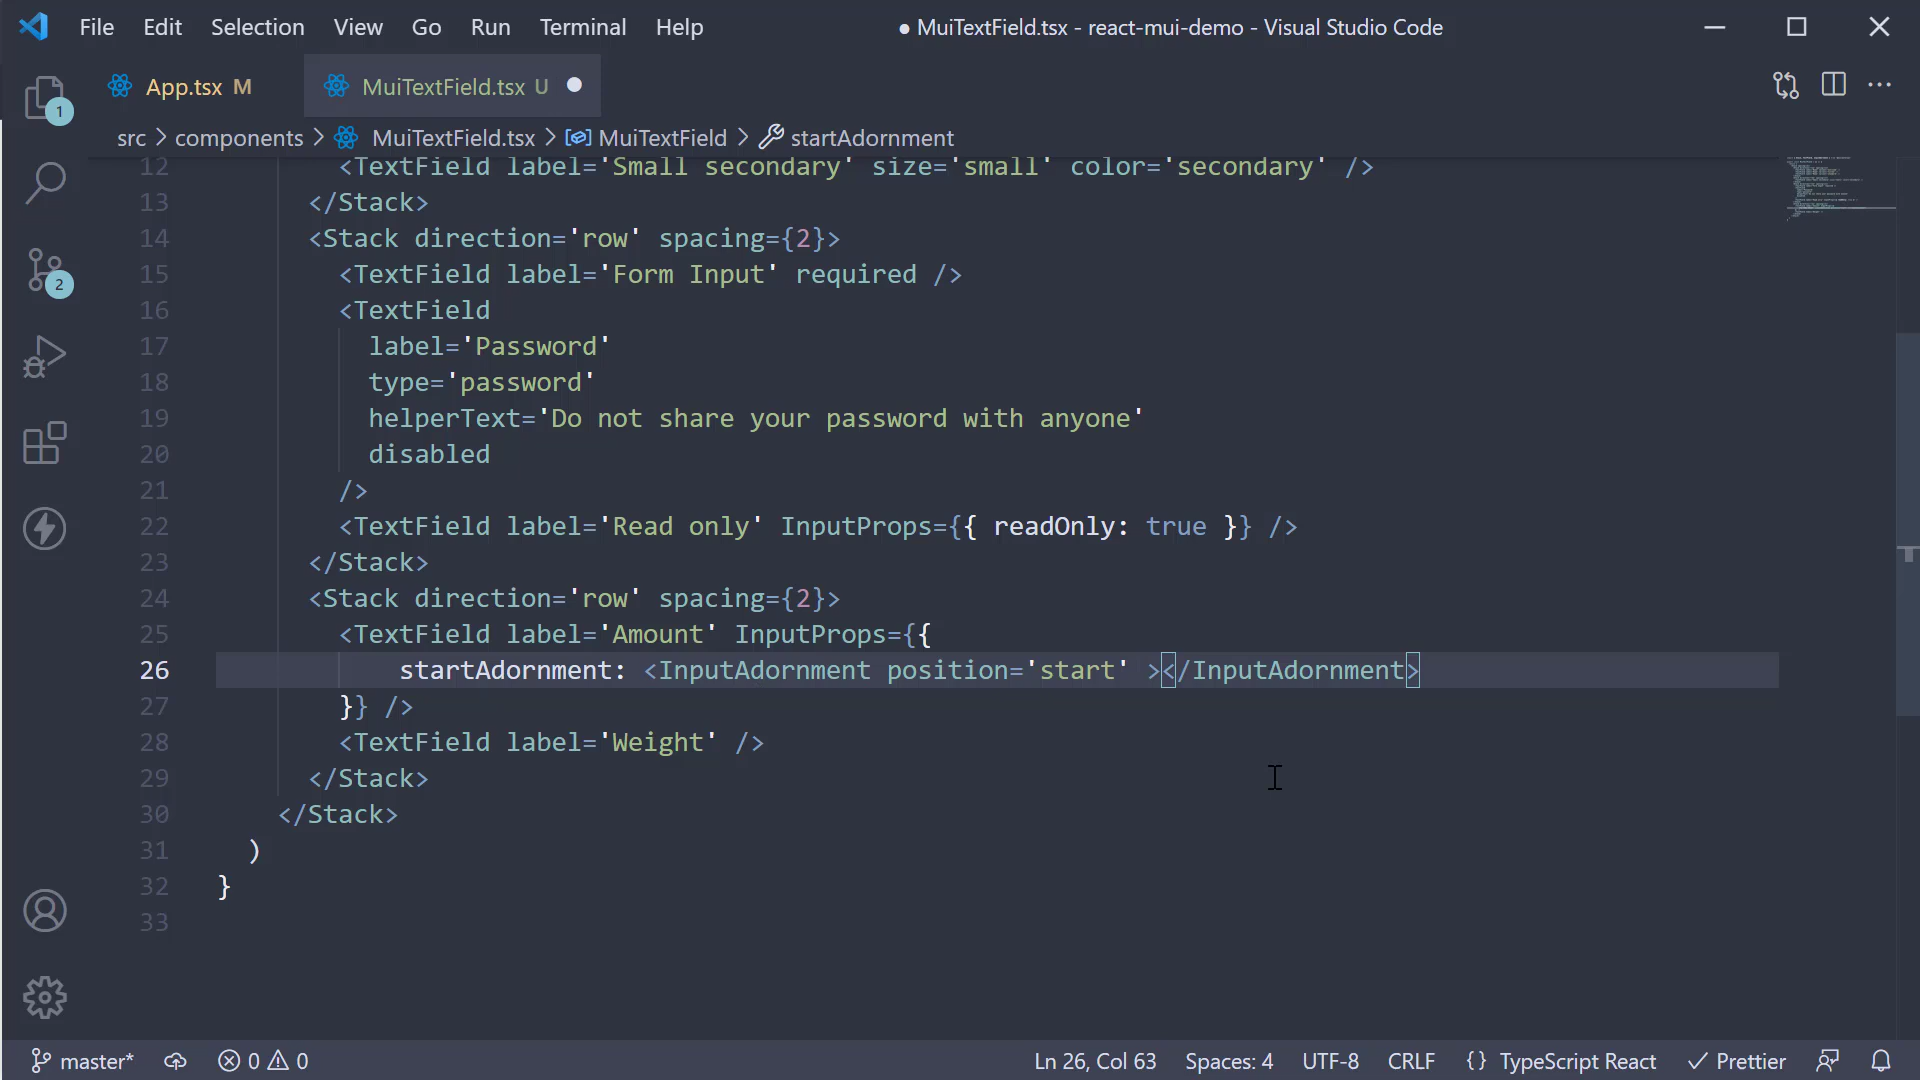 File Edit Selection View Go Run Terminal Help ● MuiTextField.tsx - react-mui-demo - Visual Studio Code
App.tsx M MuiTextField.tsx U
src > components > MuiTextField.tsx > MuiTextField > startAdornment
12 <TextField label='Small secondary' size='small' color='secondary' />
13 </Stack>
14 <Stack direction='row' spacing={2}>
15 <TextField label='Form Input' required />
16 <TextField
17 label='Password'
18 type='password'
19 helperText='Do not share your password with anyone'
20 disabled
21 />
22 <TextField label='Read only' InputProps={{ readOnly: true }} />
23 </Stack>
24 <Stack direction='row' spacing={2}>
25 <TextField label='Amount' InputProps={{
26 startAdornment: <InputAdornment position='start' ></InputAdornment>
27 }} />
28 <TextField label='Weight' />
29 </Stack>
30 </Stack>
31 )
32 }
33
1
2
master* 0 0 Ln 26, Col 63 Spaces: 4 UTF-8 CRLF {} TypeScript React Prettier